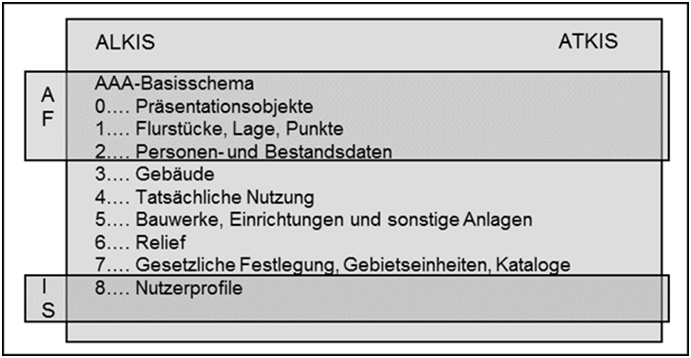 ALKIS ATKIS
AAA-Basisschema
A
0.... Präsentationsobjekte
F
1.... Flurstücke, Lage, Punkte
2.... Personen- und Bestandsdaten
3.... Gebäude
4.... Tatsächliche Nutzung
5.... Bauwerke, Einrichtungen und sonstige Anlagen
6.... Relief
7.... Gesetzliche Festlegung, Gebietseinheiten, Kataloge
I
8.... Nutzerprofile
S